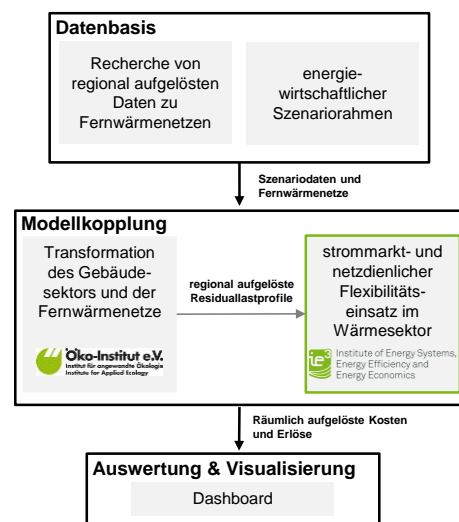 Datenbasis
Recherche von
regional aufgelösten
Daten zu
Fernwärmenetzen
energie-
wirtschaftlicher
Szenariorahmen
Szenariodaten und
Fernwärmenetze
Modellkopplung
Transformation
des Gebäude-
sektors und der
Fernwärmenetze
Öko-Institut e.V.
Institut für angewandte Ökologie
Institute for Applied Ecology
regional aufgelöste
Residuallastprofile
strommarkt- und
netzdienlicher
Flexibilitäts-
einsatz im
Wärmesektor
ie3
Institute of Energy Systems,
Energy Efficiency and
Energy Economics
Räumlich aufgelöste Kosten
und Erlöse
Auswertung & Visualisierung
Dashboard